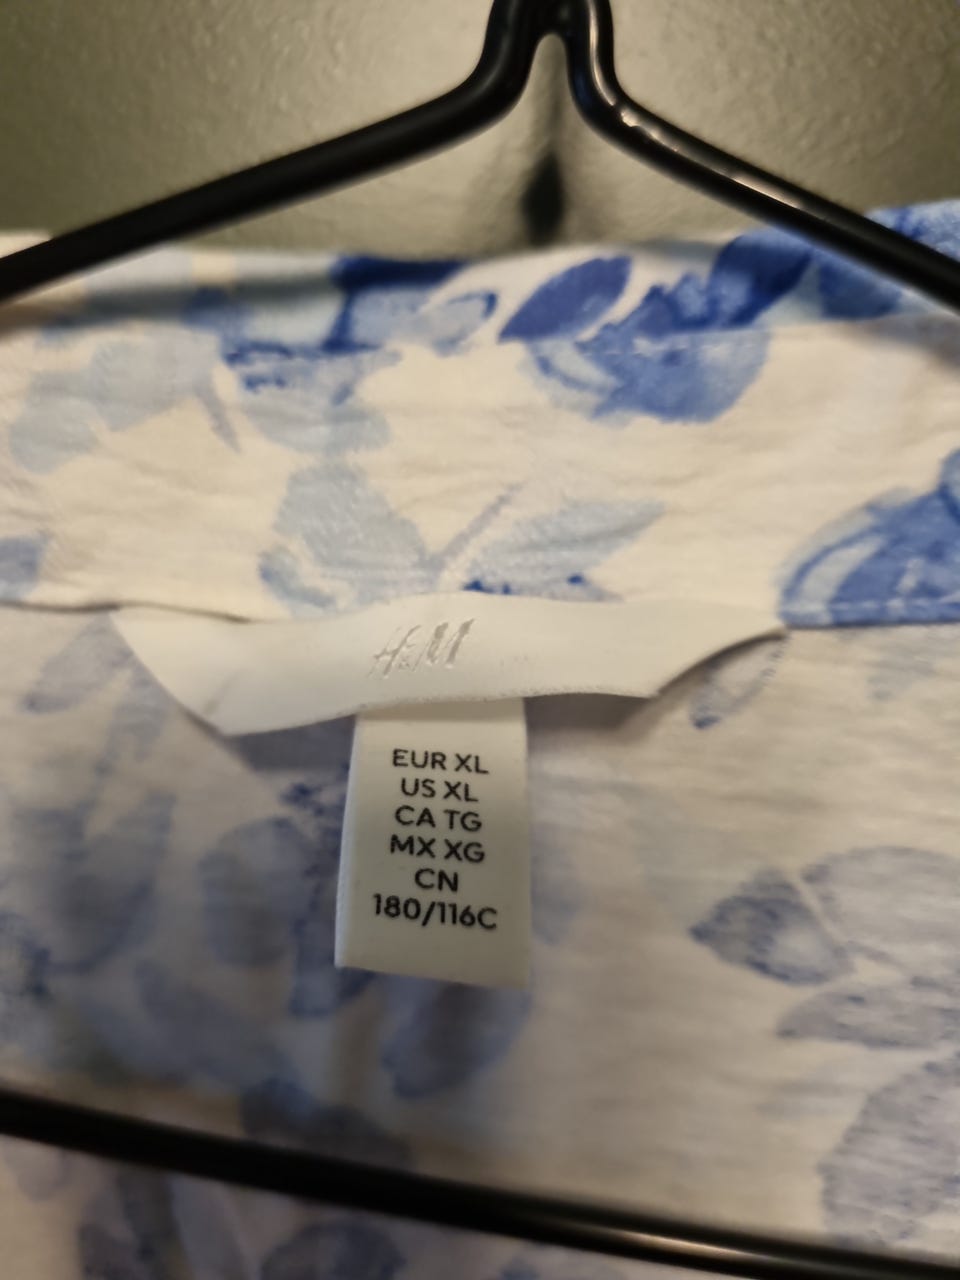 H&M
EUR XL
US XL
CA TG
MX XG
CN
180/116C